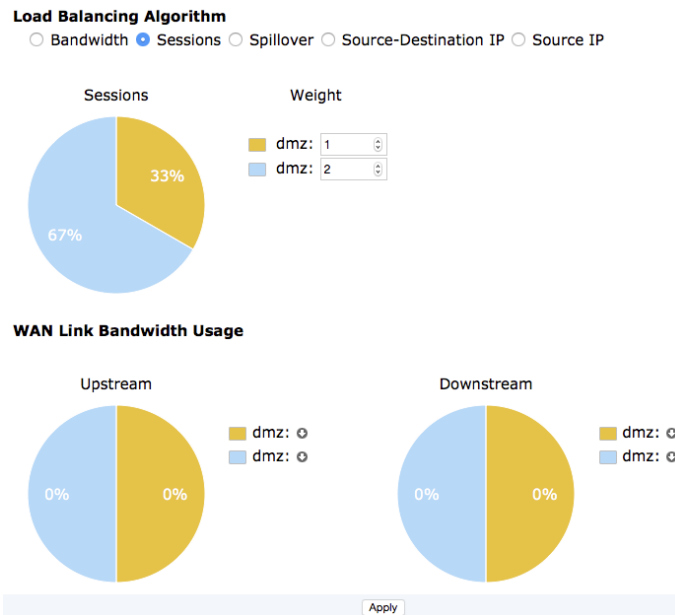 Load Balancing Algorithm
Bandwidth Sessions Spillover Source-Destination IP Source IP
Sessions Weight
dmz: 1
33% dmz: 2
67%
WAN Link Bandwidth Usage
Upstream Downstream
dmz: dmz:
dmz: dmz:
0% 0% 0% 0%
Apply